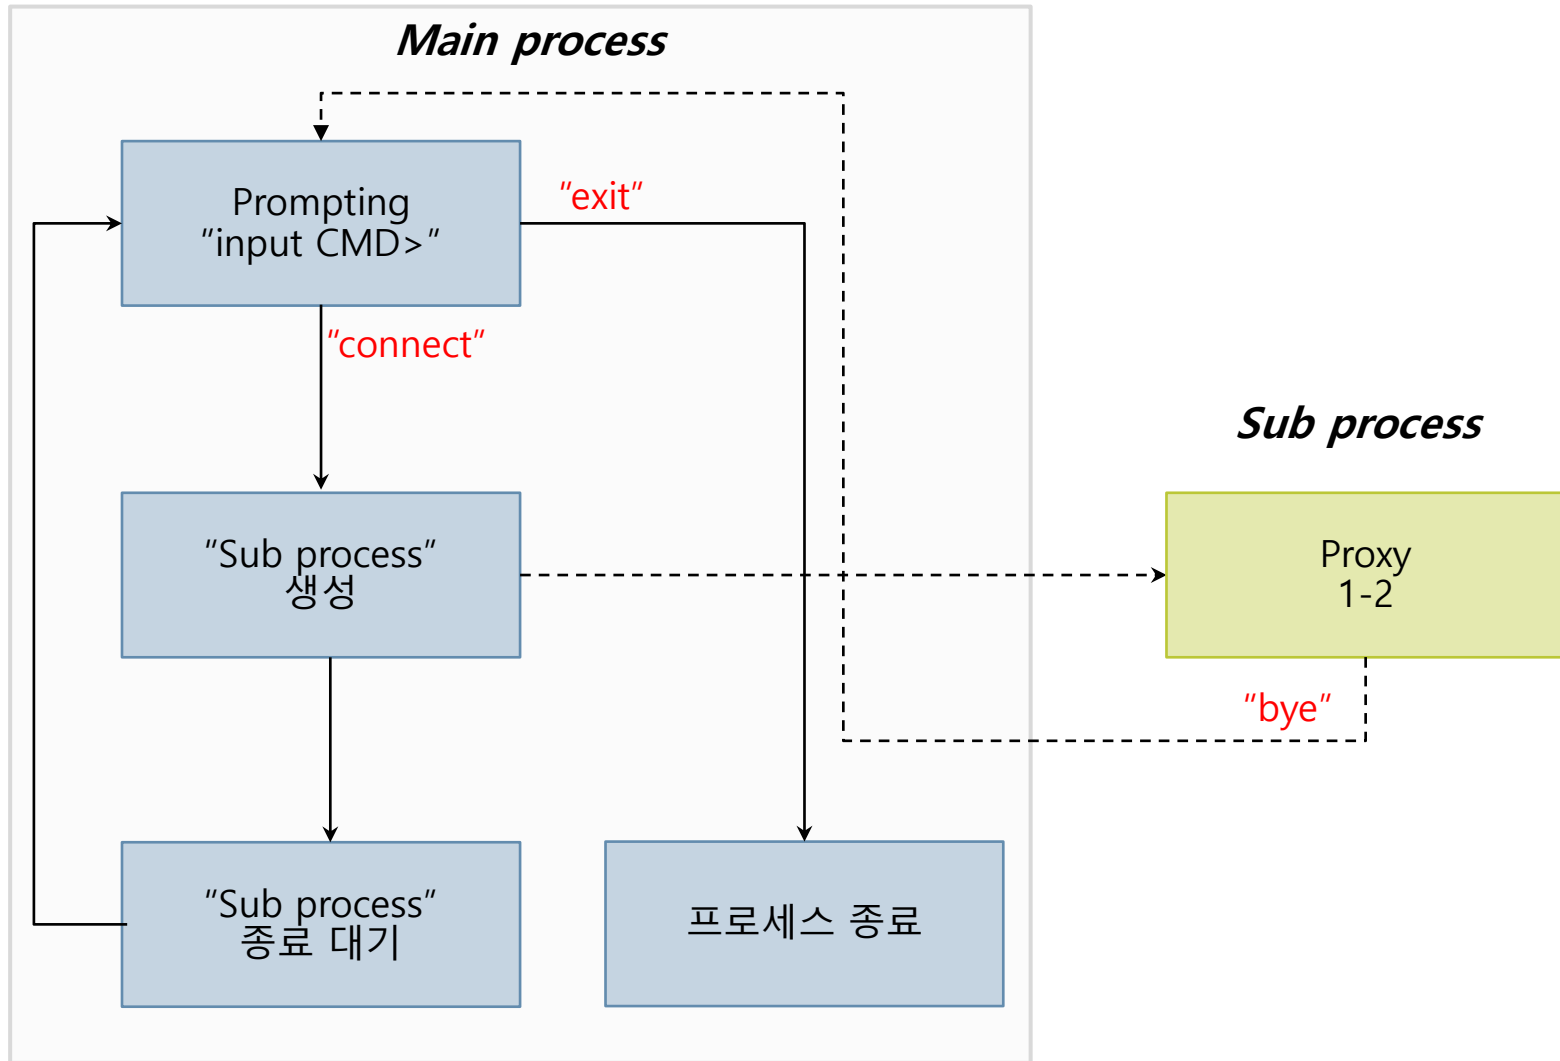 Main process
Prompting
“input CMD>”
“exit”
“connect”
Sub process
“Sub process”
생성
Proxy
1-2
“bye”
“Sub process”
종료 대기
프로세스 종료